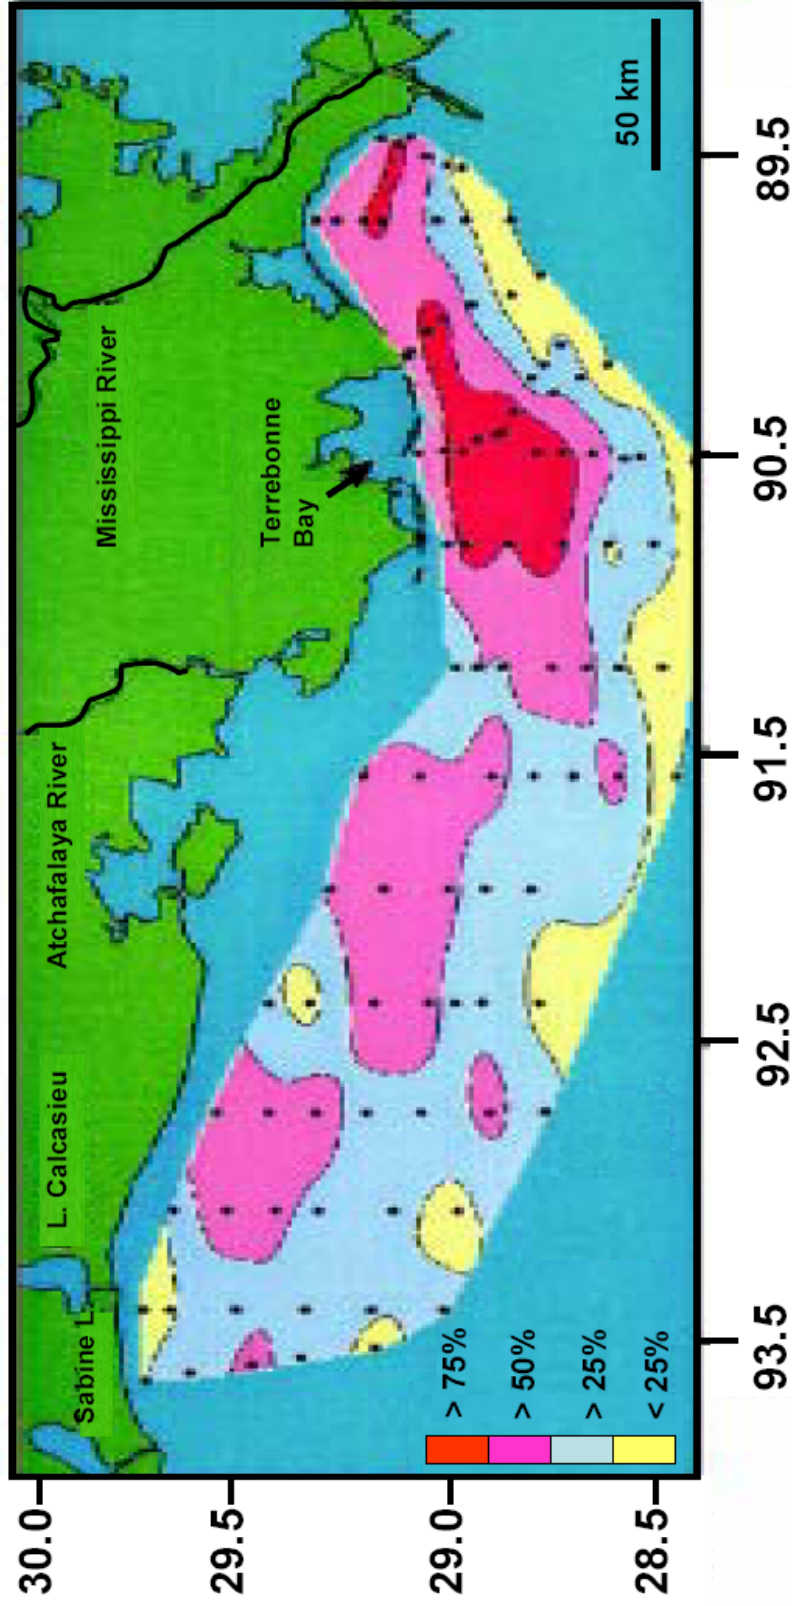 Mississippi River
Atchafalaya River
L. Calcasieu
Sabine L.
Terrebonne
Bay
50 km
> 75%
> 50%
> 25%
< 25%
30.0
29.5
29.0
28.5
93.5
92.5
91.5
90.5
89.5